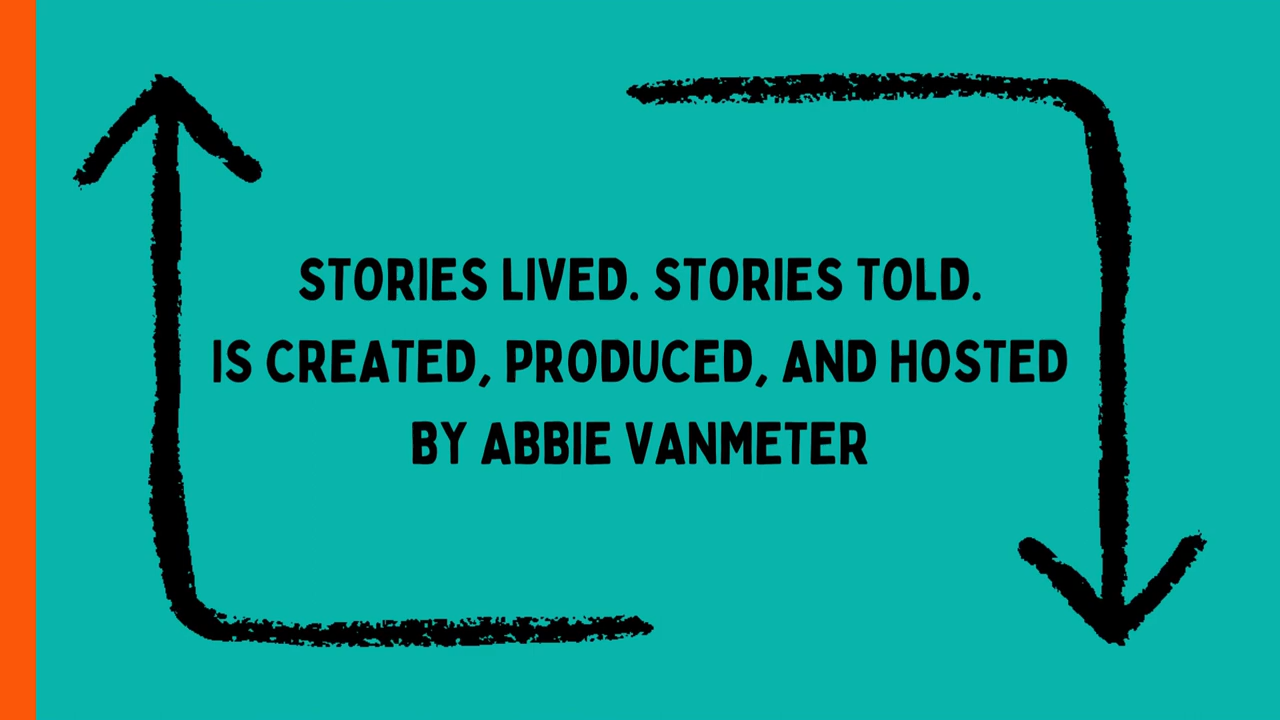 STORIES LIVED. STORIES TOLD.
IS CREATED, PRODUCED, AND HOSTED
BY ABBIE VANMETER